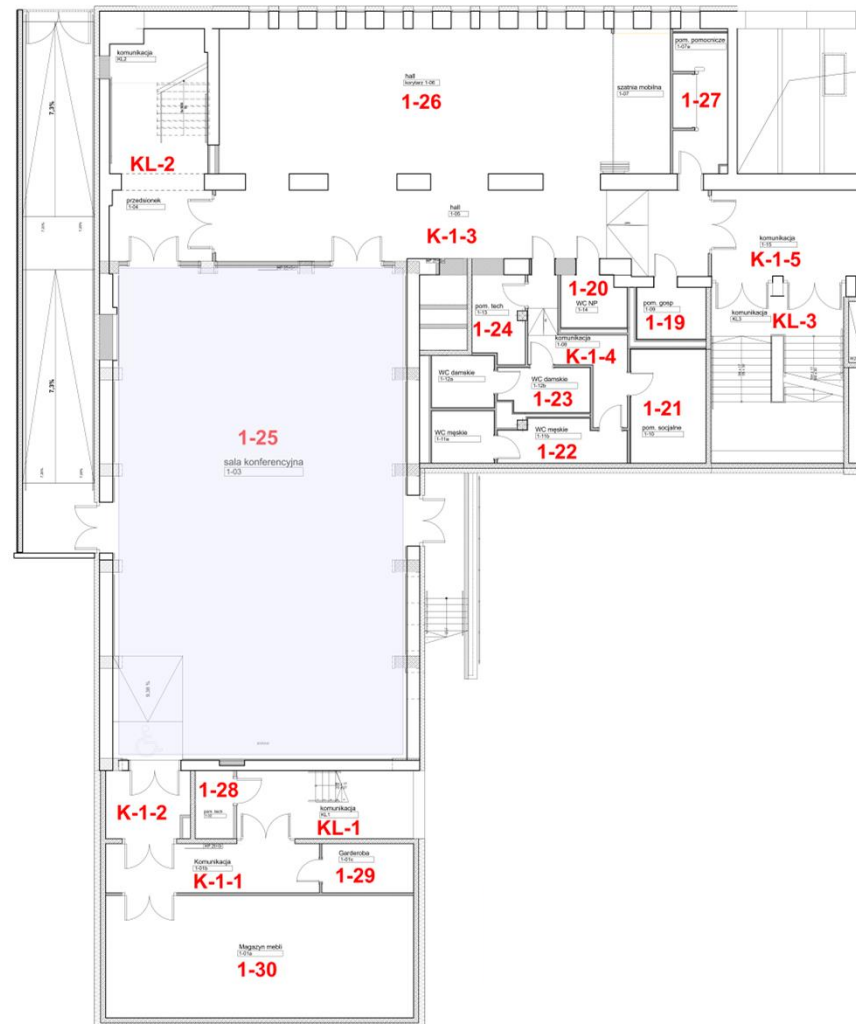 komunikacja
KL2
7,3%
KL-2
przedsionek
1-04
hall
korytarz 1-06
1-26
szatnia mobilna
1-07
pom. pomocnicze
1-07a
1-27
hall
1-05
K-1-3
komunikacja
K-1-5
komunikacja
KL3
KL-3
1-20
WC NP
1-14
pom. gosp
1-09
1-19
pom. tech
1-13
1-24
komunikacja
1-08
K-1-4
WC damskie
1-12a
WC damskie
1-12b
1-23
WC męskie
1-11a
WC męskie
1-11b
1-22
1-21
pom. socjalne
1-10
7,3%
1-25
sala konferencyjna
1-03
K-1-2
1-28
komunikacja
KL1
KL-1
Komunikacja
1-01b
K-1-1
Garderoba
1-01c
1-29
Magazyn mebli
1-01a
1-30